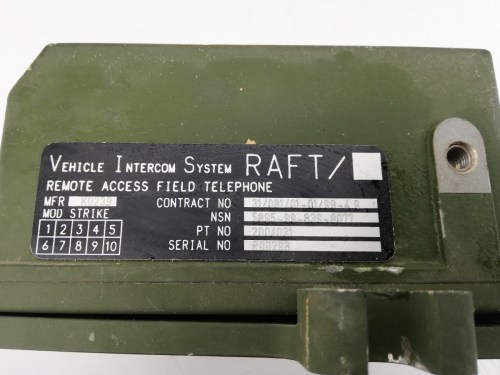 VEHICLE INTERCOM SYSTEM RAFT/
REMOTE ACCESS FIELD TELEPHONE
MFR CONTRACT NO
MOD STRIKE NSN
1 2 3 4 5 PT NO 2004031
6 7 8 9 10 SERIAL NO